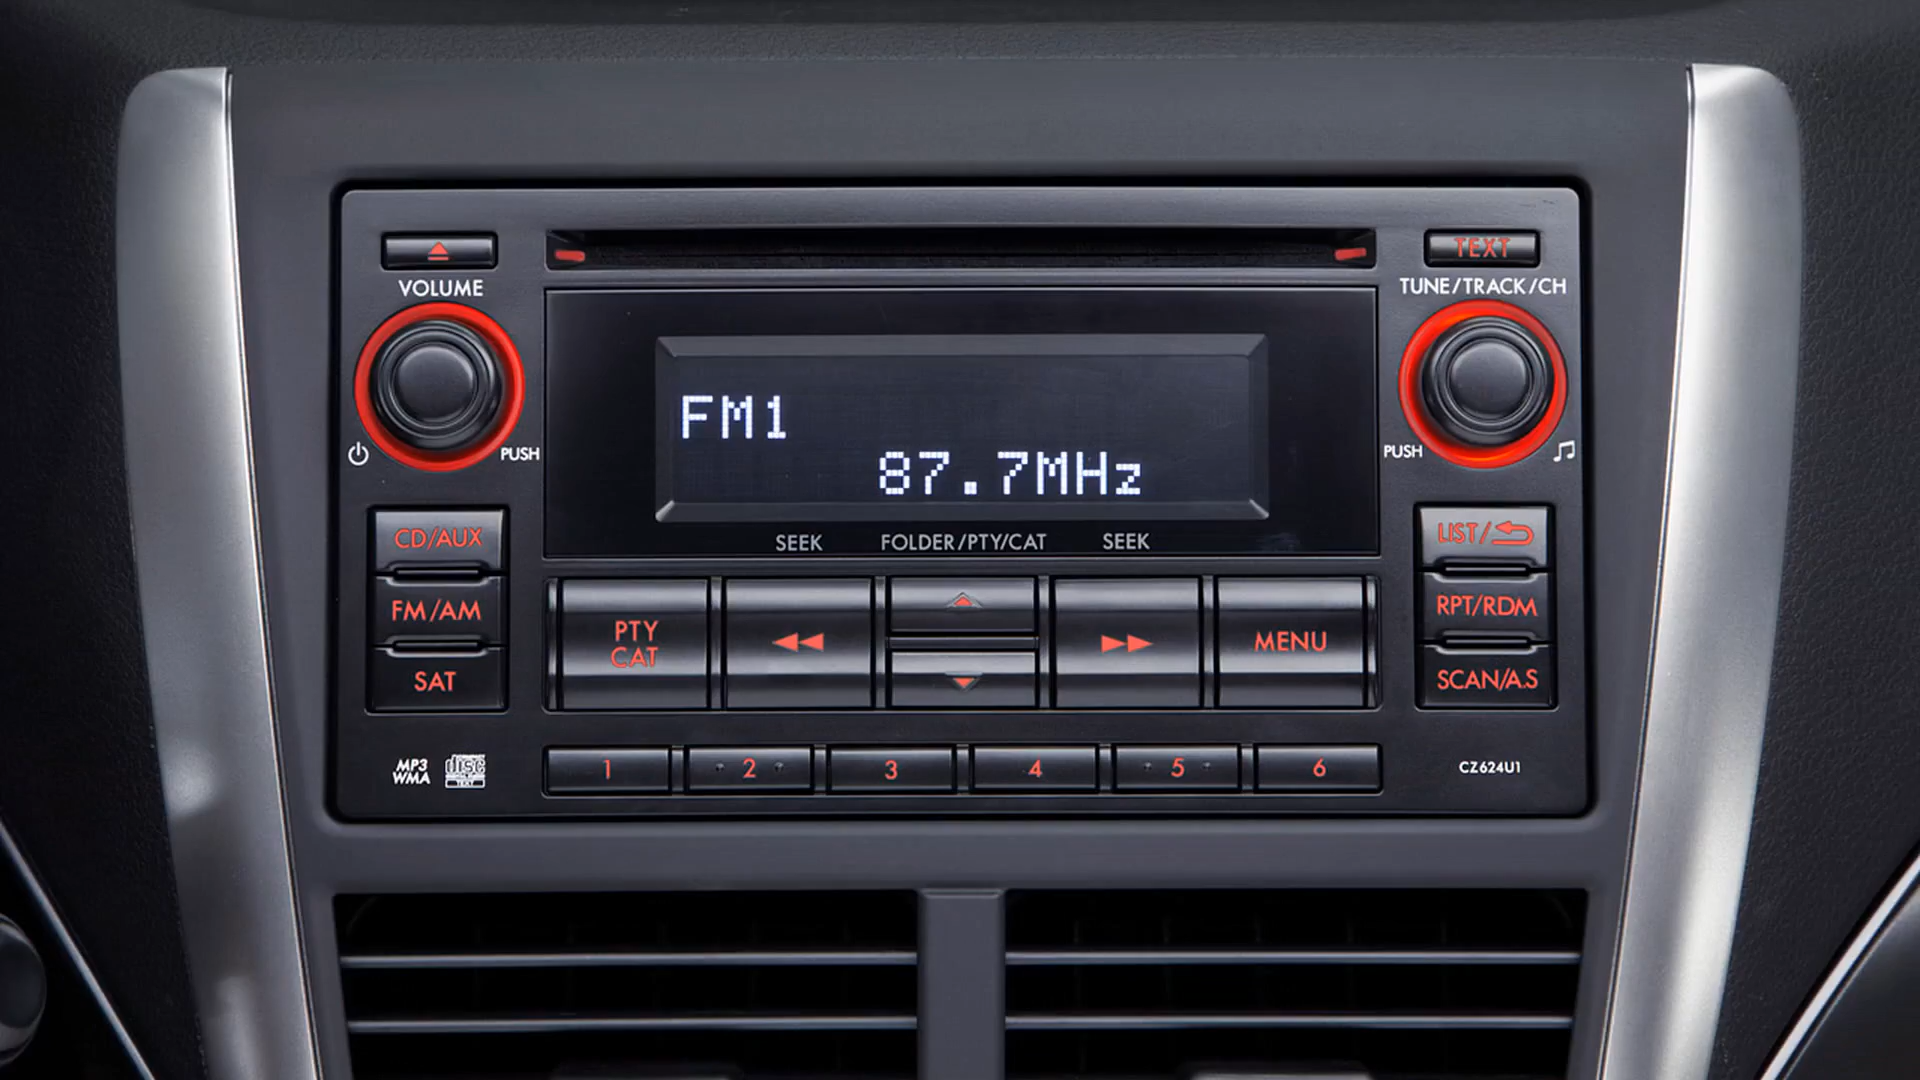 TEXT
VOLUME
TUNE/TRACK/CH
FM1
87.7MHz
PUSH
PUSH
SEEK
FOLDER/PTY/CAT
SEEK
CD/AUX
LIST/
FM/AM
RPT/RDM
PTY
CAT
MENU
SAT
SCAN/A.S
MP3
WMA
disc
TEXT
1
2
3
4
5
6
CZ624U1